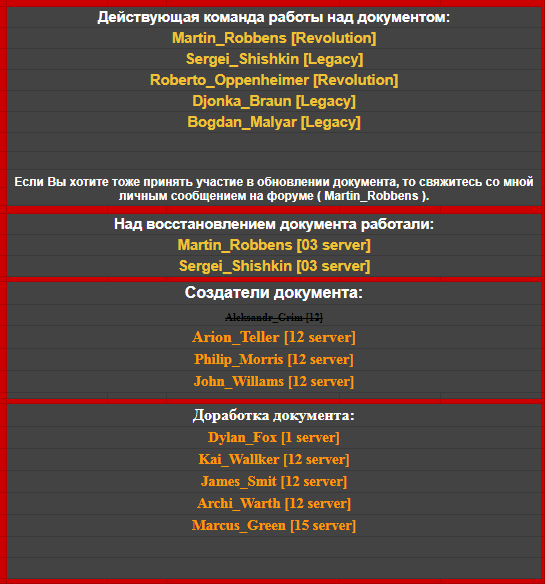 Действующая команда работы над документом:
Martin_Robbens [Revolution]
Sergei_Shishkin [Legacy]
Roberto_Oppenheimer [Revolution]
Djonka_Braun [Legacy]
Bogdan_Malyar [Legacy]
Если Вы хотите тоже принять участие в обновлении документа, то свяжитесь со мной
личным сообщением на форуме ( Martin_Robbens ).
Над восстановлением документа работали:
Martin_Robbens [03 server]
Sergei_Shishkin [03 server]
Создатели документа:
Aleksandr_Grim [12]
Arion_Teller [12 server]
Philip_Morris [12 server]
John_Willams [12 server]
Доработка документа:
Dylan_Fox [1 server]
Kai_Wallker [12 server]
James_Smit [12 server]
Archi_Warth [12 server]
Marcus_Green [15 server]